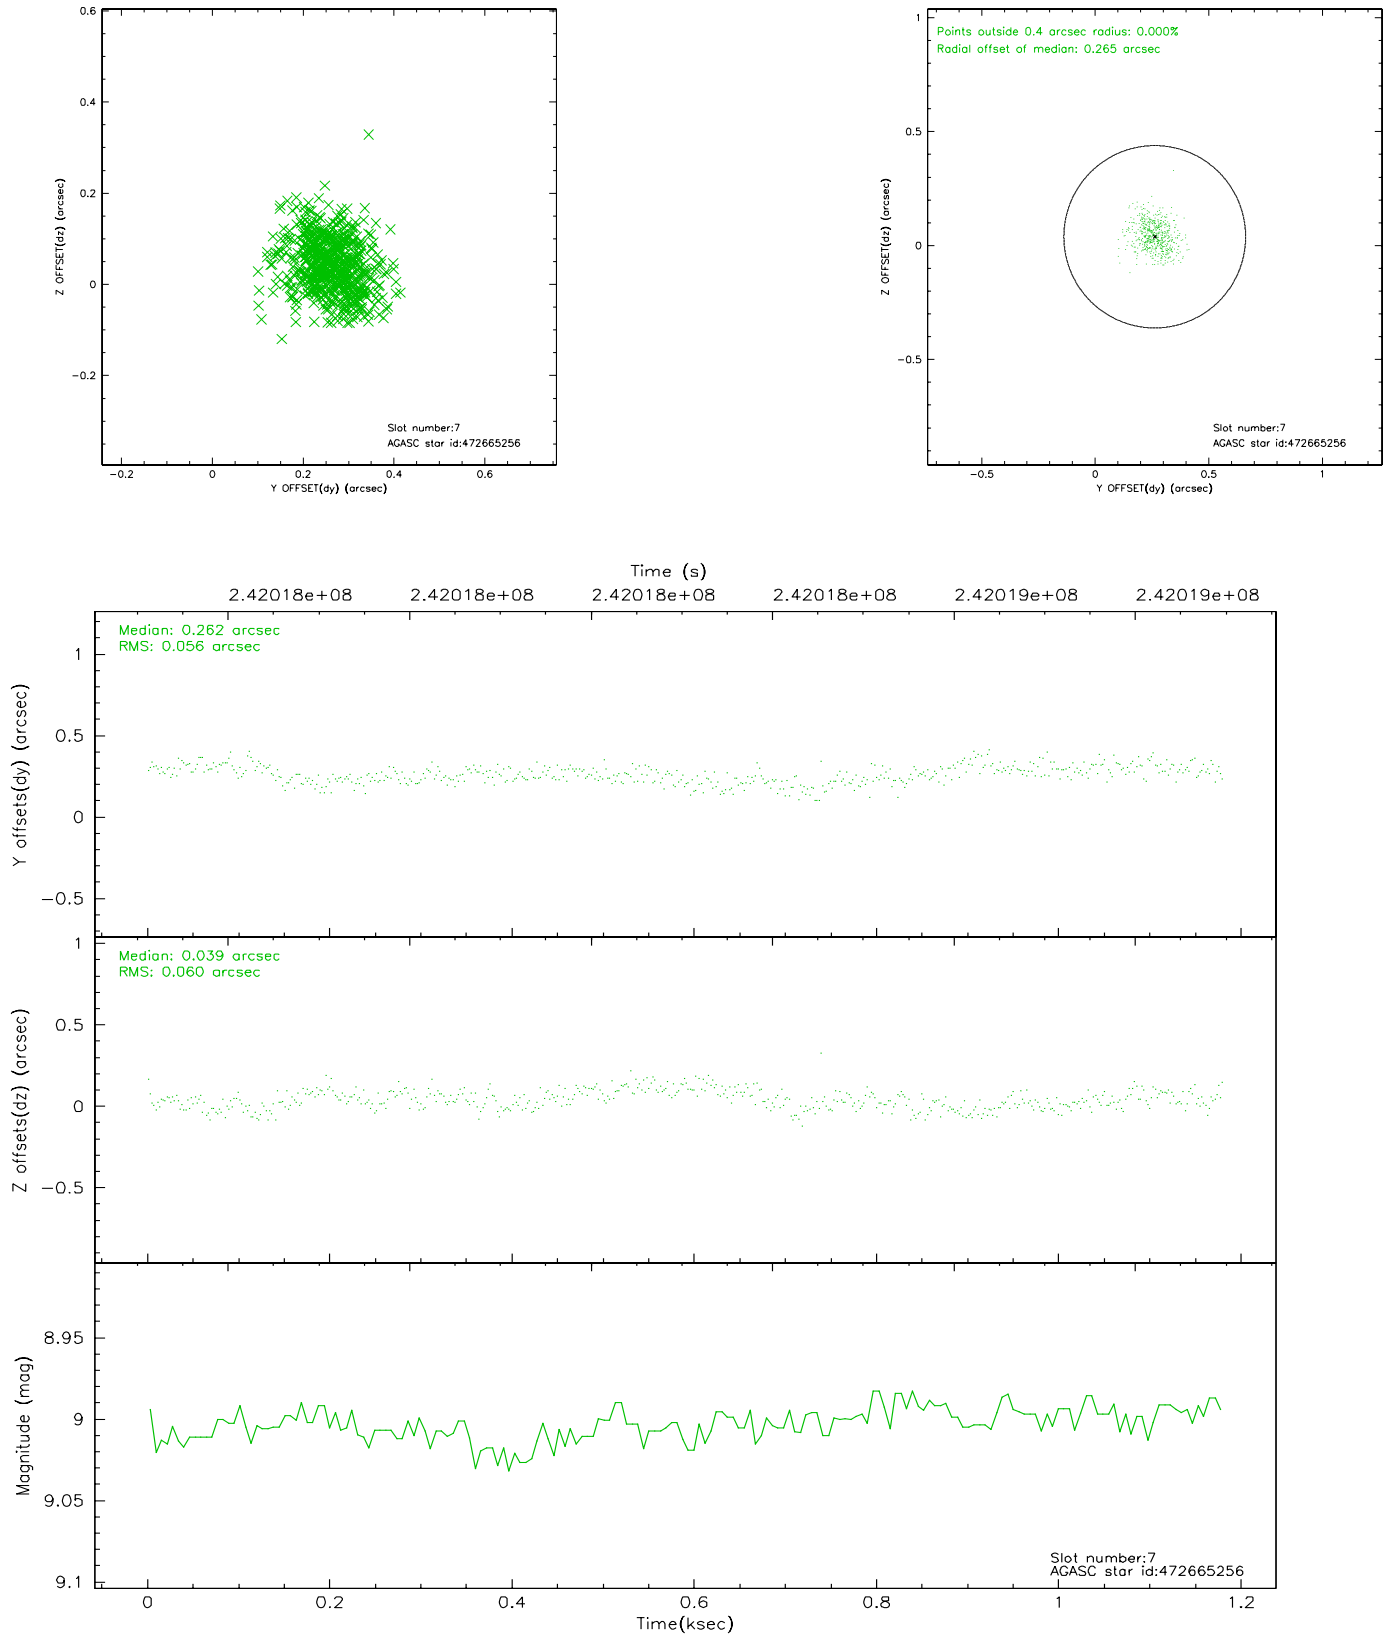 0.6
0.4
0.2
0
−0.2
Z OFFSET(dz) (arcsec)
Slot number:7
AGASC star id:472665256
−0.2 0 0.2 0.4 0.6
Y OFFSET(dy) (arcsec)
Points outside 0.4 arcsec radius: 0.000%
Radial offset of median: 0.265 arcsec
1
0.5
0
−0.5
Z OFFSET(dz) (arcsec)
Slot number:7
AGASC star id:472665256
−0.5 0 0.5 1
Y OFFSET(dy) (arcsec)
Time (s)
2.42018e+08 2.42018e+08 2.42018e+08 2.42018e+08 2.42019e+08 2.42019e+08
Median: 0.262 arcsec
RMS: 0.056 arcsec
1
0.5
0
−0.5
Y offsets(dy) (arcsec)
Median: 0.039 arcsec
RMS: 0.060 arcsec
1
0.5
0
−0.5
Z offsets(dz) (arcsec)
8.95
9
9.05
9.1
Magnitude (mag)
Slot number:7
AGASC star id:472665256
0 0.2 0.4 0.6 0.8 1 1.2
Time(ksec)